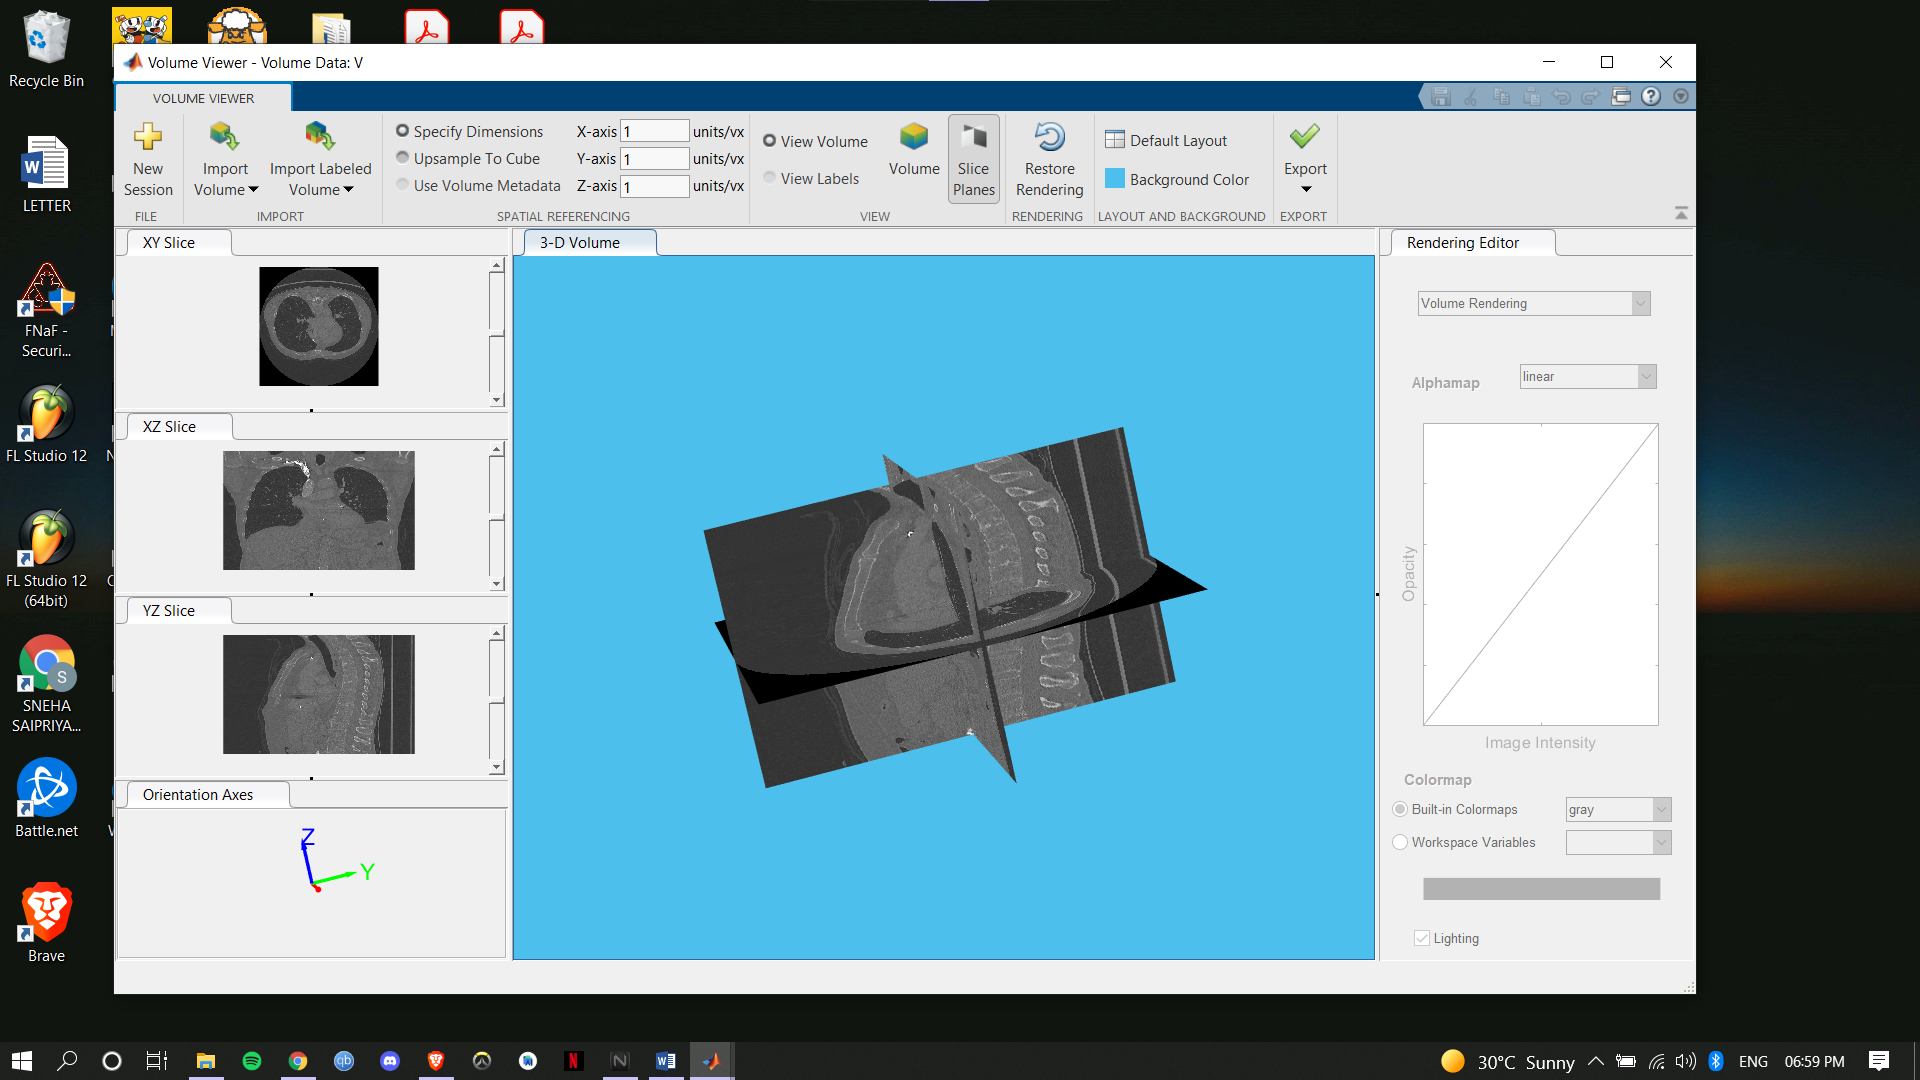 Recycle Bin
LETTER
FNaF -
Securi...
FL Studio 12
FL Studio 12
(64bit)
S
SNEHA
SAIPRIYA...
Battle.net
Brave
Volume Viewer - Volume Data: V
VOLUME VIEWER
New
Session
FILE
Import
Volume
Import Labeled
Volume
IMPORT
Specify Dimensions
Upsample To Cube
Use Volume Metadata
X-axis 1 units/vx
Y-axis 1 units/vx
Z-axis 1 units/vx
SPATIAL REFERENCING
View Volume
View Labels
Volume
Slice
Planes
VIEW
Restore
Rendering
RENDERING
Default Layout
Background Color
LAYOUT AND BACKGROUND
Export
EXPORT
XY Slice
XZ Slice
YZ Slice
Orientation Axes
Z
Y
3-D Volume
Rendering Editor
Volume Rendering
Alphamap
linear
Opacity
Image Intensity
Colormap
Built-in Colormaps
gray
Workspace Variables
Lighting
30°C Sunny
ENG
06:59 PM